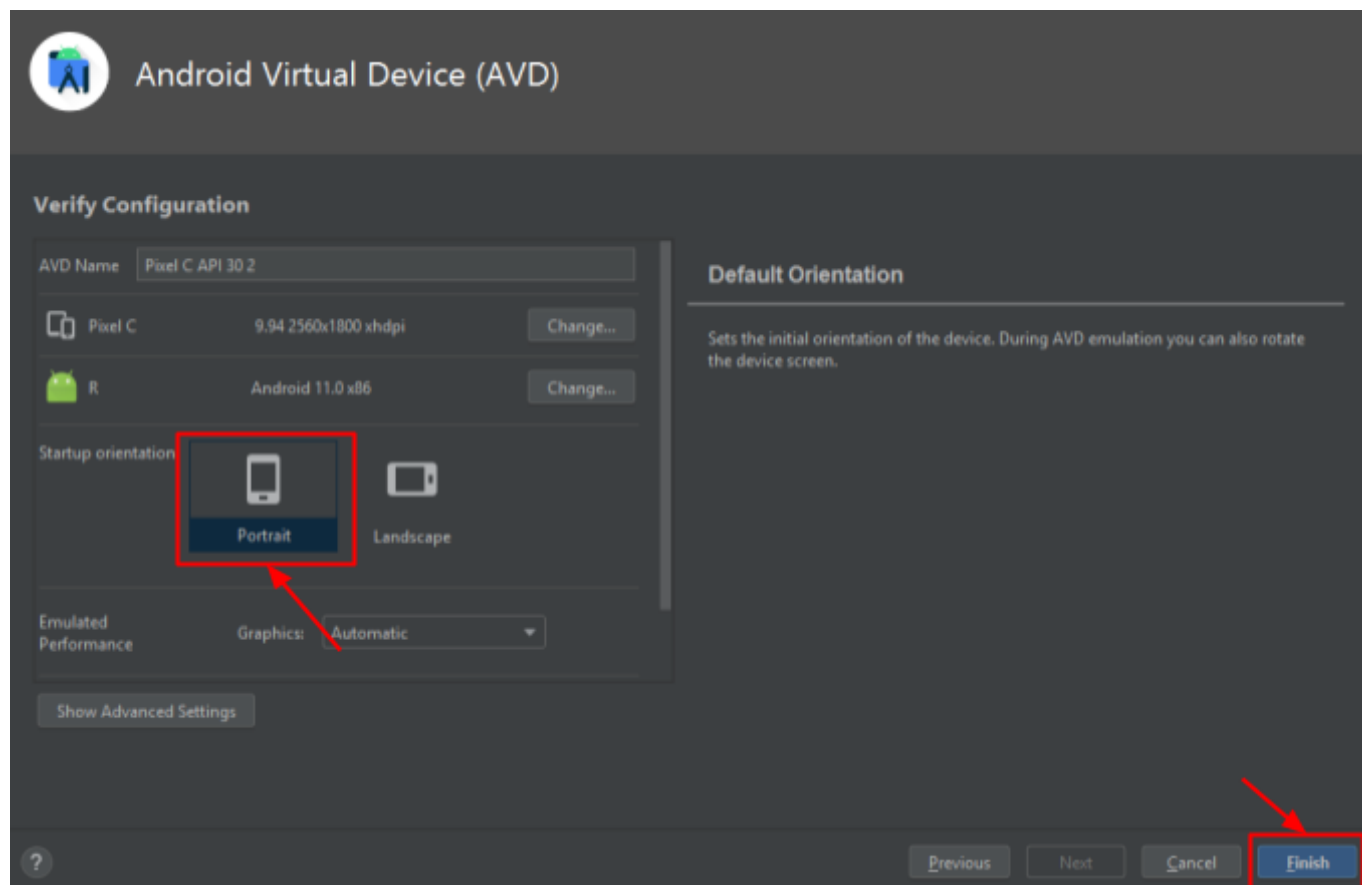 Android Virtual Device (AVD)
Verify Configuration
AVD Name Pixel C API 30 2
Pixel C 9.94 2560x1800 xhdpi Change...
R Android 11.0 x86 Change...
Startup orientation
Portrait
Landscape
Emulated
Performance
Graphics: Automatic
Show Advanced Settings
Default Orientation
Sets the initial orientation of the device. During AVD emulation you can also rotate
the device screen.
? Previous Next Cancel Finish